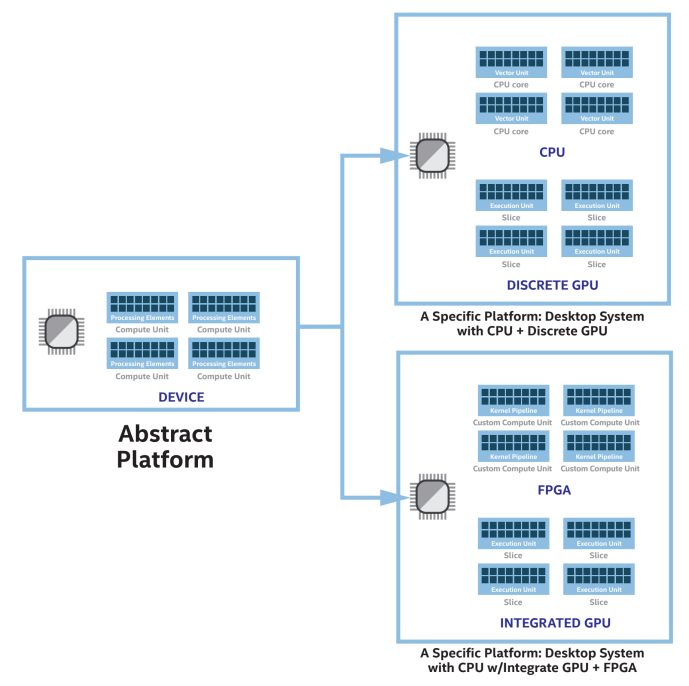 Processing Elements Processing Elements
Compute Unit Compute Unit
Processing Elements Processing Elements
Compute Unit Compute Unit
DEVICE
Abstract
Platform
Vector Unit Vector Unit
CPU core CPU core
Vector Unit Vector Unit
CPU core CPU core
CPU
Execution Unit Execution Unit
Slice Slice
Execution Unit Execution Unit
Slice Slice
DISCRETE GPU
A Specific Platform: Desktop System
with CPU + Discrete GPU
Kernel Pipeline Kernel Pipeline
Custom Compute Unit Custom Compute Unit
Kernel Pipeline Kernel Pipeline
Custom Compute Unit Custom Compute Unit
FPGA
Execution Unit Execution Unit
Slice Slice
Execution Unit Execution Unit
Slice Slice
INTEGRATED GPU
A Specific Platform: Desktop System
with CPU w/Integrate GPU + FPGA